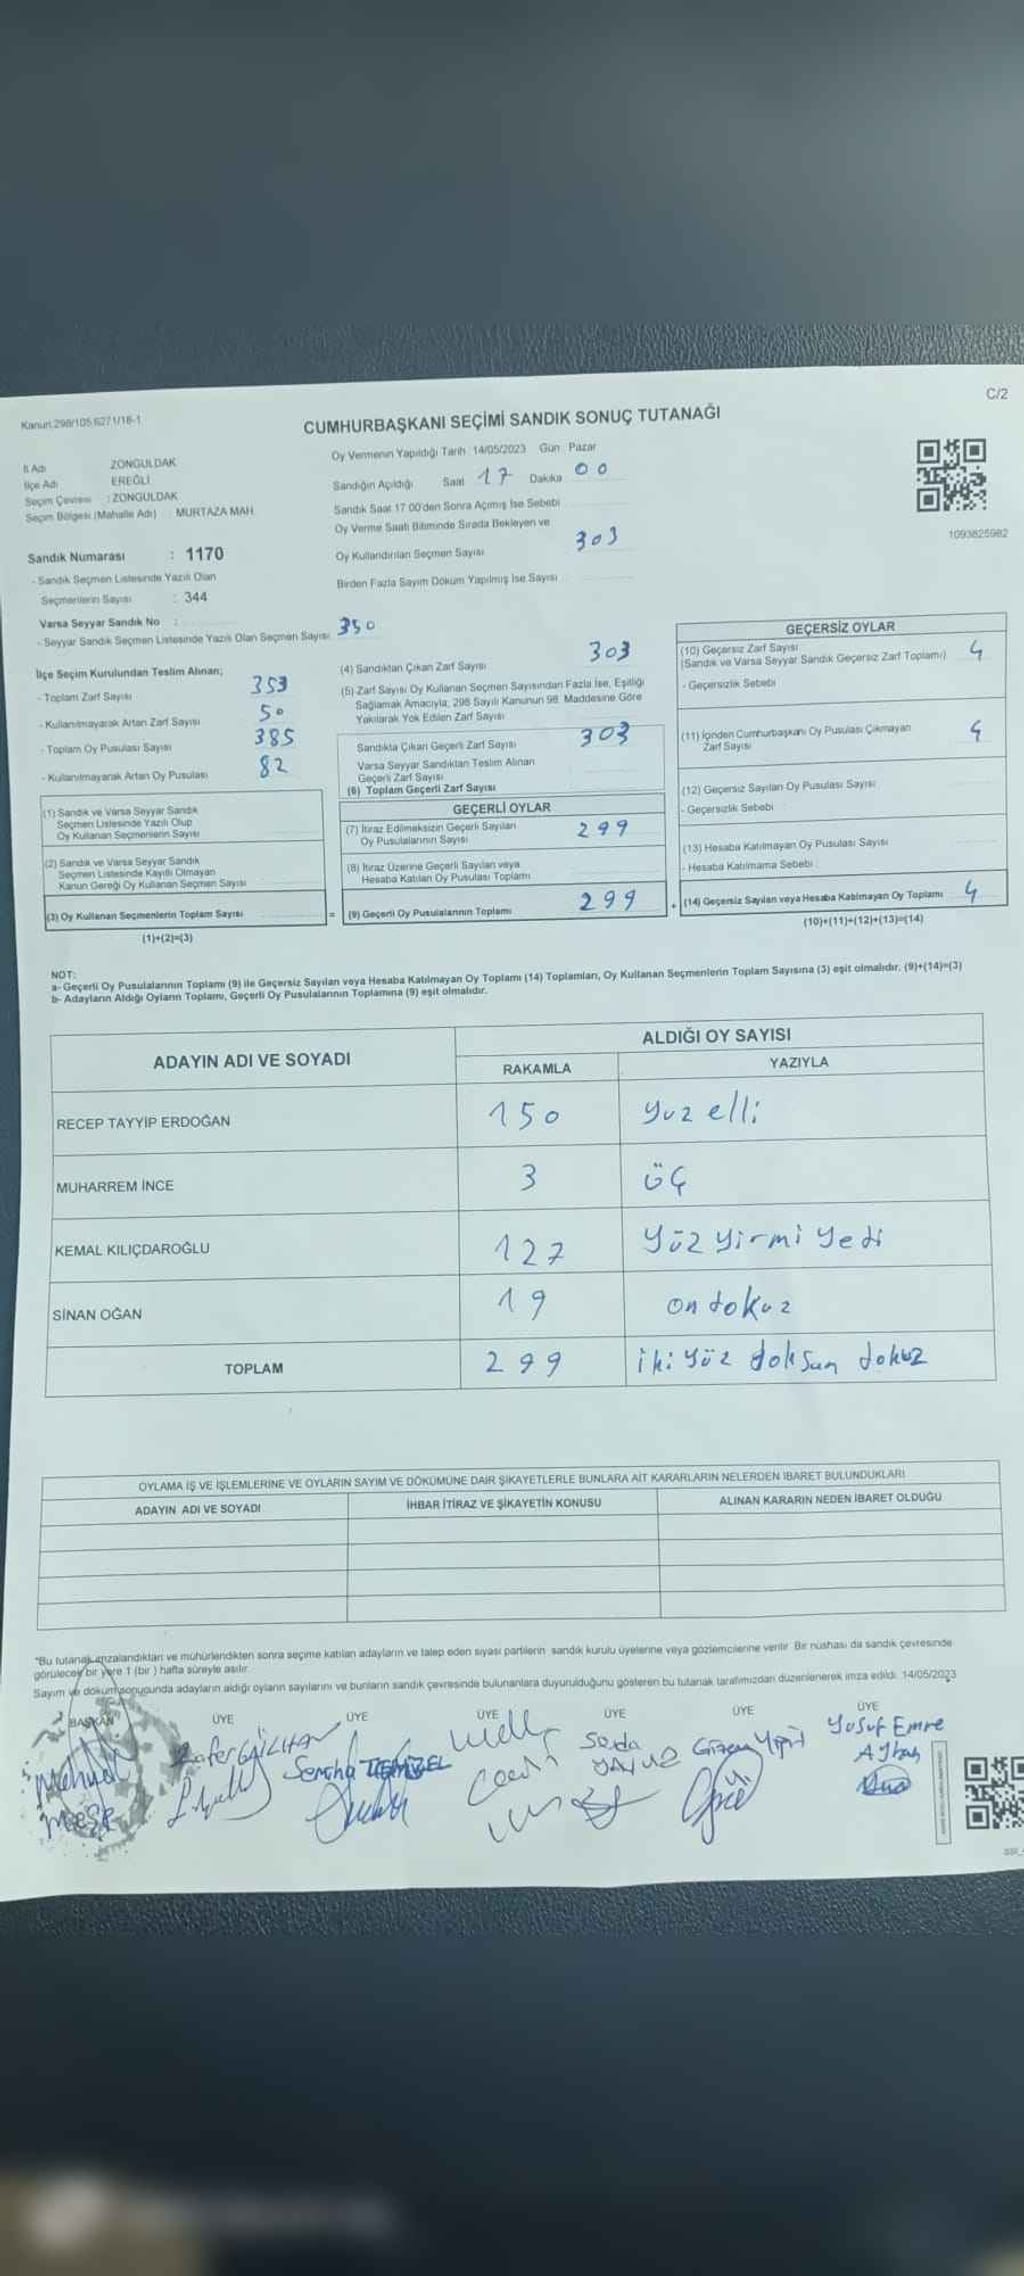 C/2
Kanun:298/105,6271/18-1
CUMHURBAŞKANI SEÇİMİ SANDIK SONUÇ TUTANAĞI
İl Adı ZONGULDAK
İlçe Adı EREĞLİ
Seçim Çevresi : ZONGULDAK
Seçim Bölgesi (Mahalle Adı) MURTAZA MAH.
Oy Vermenin Yapıldığı Tarih 14/05/2023 Gün Pazar
Sandığın Açıldığı Saat 17 Dakika 00
Sandık Saat 17 00'den Sonra Açılmış İse Sebebi
Oy Verme Saati Bitiminde Sırada Bekleyen ve
Oy Kullandırılan Seçmen Sayısı 303
Birden Fazla Sayım Döküm Yapılmış İse Sayısı
1093825982
Sandık Numarası : 1170
- Sandık Seçmen Listesinde Yazılı Olan
Seçmenlerin Sayısı : 344
Varsa Seyyar Sandık No :
- Seyyar Sandık Seçmen Listesinde Yazılı Olan Seçmen Sayısı 350
İlçe Seçim Kurulundan Teslim Alınan;
- Toplam Zarf Sayısı 353
- Kullanılmayarak Artan Zarf Sayısı 50
- Toplam Oy Pusulası Sayısı 385
- Kullanılmayarak Artan Oy Pusulası 82
(1) Sandık ve Varsa Seyyar Sandık
Seçmen Listesinde Yazılı Olup
Oy Kullanan Seçmenlerin Sayısı
(2) Sandık ve Varsa Seyyar Sandık
Seçmen Listesinde Kayıtlı Olmayan
Kanun Gereği Oy Kullanan Seçmen Sayısı
(3) Oy Kullanan Seçmenlerin Toplam Sayısı =
(1)+(2)=(3)
(4) Sandıktan Çıkan Zarf Sayısı 303
(5) Zarf Sayısı Oy Kullanan Seçmen Sayısından Fazla İse, Eşitliği
Sağlamak Amacıyla, 298 Sayılı Kanunun 98. Maddesine Göre
Yakılarak Yok Edilen Zarf Sayısı
Sandıkta Çıkan Geçerli Zarf Sayısı 303
Varsa Seyyar Sandıktan Teslim Alınan
Geçerli Zarf Sayısı
(6) Toplam Geçerli Zarf Sayısı
GEÇERLİ OYLAR
(7) İtiraz Edilmeksizin Geçerli Sayılan
Oy Pusulalarının Sayısı 299
(8) İtiraz Üzerine Geçerli Sayılan veya
Hesaba Katılan Oy Pusulası Toplamı
(9) Geçerli Oy Pusulalarının Toplamı 299 +
GEÇERSİZ OYLAR
(10) Geçersiz Zarf Sayısı
(Sandık ve Varsa Seyyar Sandık Geçersiz Zarf Toplamı) 4
- Geçersizlik Sebebi
(11) İçinden Cumhurbaşkanı Oy Pusulası Çıkmayan
Zarf Sayısı 4
(12) Geçersiz Sayılan Oy Pusulası Sayısı
- Geçersizlik Sebebi
(13) Hesaba Katılmayan Oy Pusulası Sayısı
- Hesaba Katılmama Sebebi
(14) Geçersiz Sayılan veya Hesaba Katılmayan Oy Toplamı 4
(10)+(11)+(12)+(13)=(14)
NOT:
a- Geçerli Oy Pusulalarının Toplamı (9) ile Geçersiz Sayılan veya Hesaba Katılmayan Oy Toplamı (14) Toplamları, Oy Kullanan Seçmenlerin Toplam Sayısına (3) eşit olmalıdır. (9)+(14)=(3)
b- Adayların Aldığı Oyların Toplamı, Geçerli Oy Pusulalarının Toplamına (9) eşit olmalıdır.
ADAYIN ADI VE SOYADI ALDIĞI OY SAYISI
RAKAMLA YAZIYLA
RECEP TAYYİP ERDOĞAN 150 yuz elli
MUHARREM İNCE 3 üç
KEMAL KILIÇDAROĞLU 127 yüz yirmi yedi
SİNAN OĞAN 19 on dokuz
TOPLAM 299 iki yüz doksan dokuz
OYLAMA İŞ VE İŞLEMLERİNE VE OYLARIN SAYIM VE DÖKÜMÜNE DAİR ŞİKAYETLERLE BUNLARA AİT KARARLARIN NELERDEN İBARET BULUNDUKLARI
ADAYIN ADI VE SOYADI İHBAR İTİRAZ VE ŞİKAYETİN KONUSU ALINAN KARARIN NEDEN İBARET OLDUĞU
"Bu tutanak imzalandıktan ve mühürlendikten sonra seçime katılan adayların ve talep eden siyasi partilerin sandık kurulu üyelerine veya gözlemcilerine verilir. Bir nüshası da sandık çevresinde
görülecek bir yere 1 (bir ) hafta süreyle asılır.
Sayım ve döküm sonucunda adayların aldığı oyların sayılarını ve bunların sandık çevresinde bulunanlara duyurulduğunu gösteren bu tutanak tarafımızdan düzenlenerek imza edildi. 14/05/2023
BAŞKAN ÜYE ÜYE ÜYE ÜYE ÜYE ÜYE
Seda
Yusuf Emre